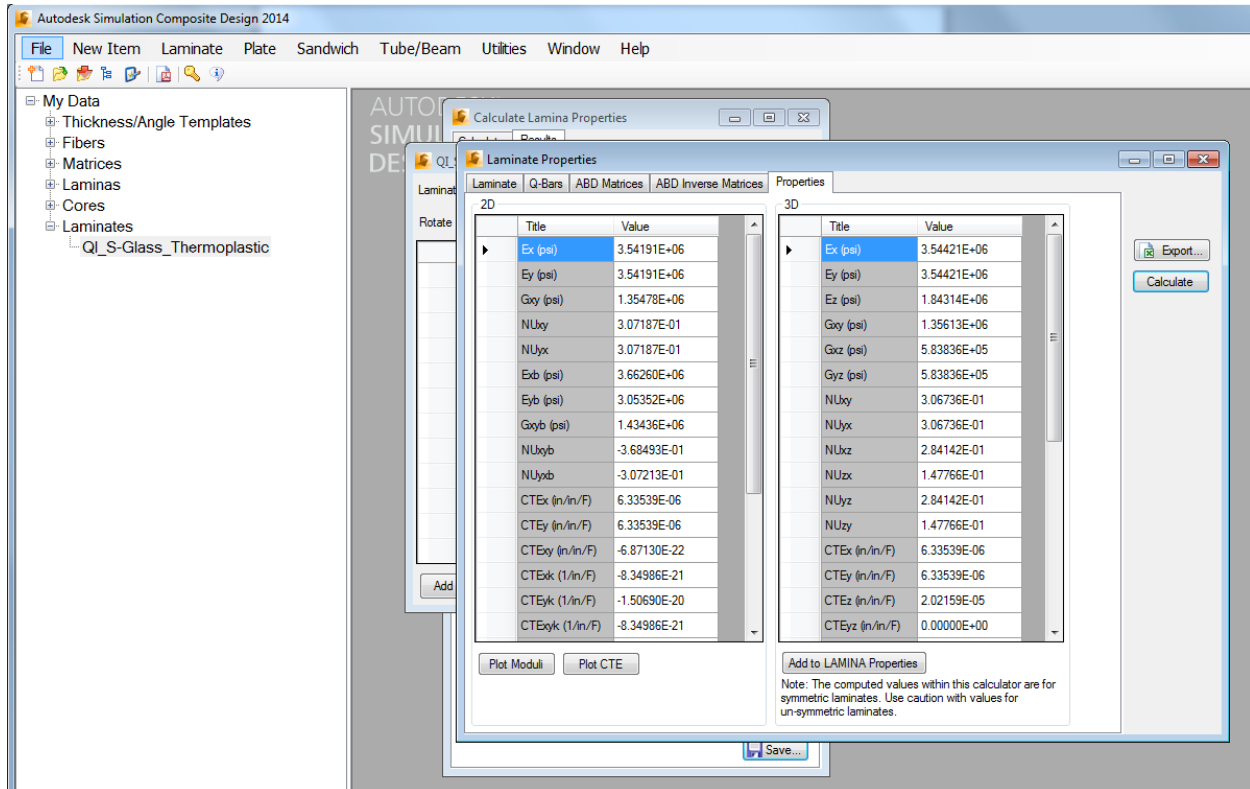 Autodesk Simulation Composite Design 2014
File New Item Laminate Plate Sandwich Tube/Beam Utilities Window Help
My Data
Thickness/Angle Templates
Fibers
Matrices
Laminas
Cores
Laminates
QI_S-Glass_Thermoplastic
Calculate Lamina Properties
Results
Rotate
Add
Save...
Laminate Properties
Laminate Q-Bars ABD Matrices ABD Inverse Matrices Properties
2D
Title Value
Ex (psi) 3.54191E+06
Ey (psi) 3.54191E+06
Gxy (psi) 1.35478E+06
NUxy 3.07187E-01
NUyx 3.07187E-01
Exb (psi) 3.66260E+06
Eyb (psi) 3.05352E+06
Gxyb (psi) 1.43436E+06
NUxyb -3.68493E-01
NUyxb -3.07213E-01
CTEx (in/in/F) 6.33539E-06
CTEy (in/in/F) 6.33539E-06
CTExy (in/in/F) -6.87130E-22
CTExk (1/in/F) -8.34986E-21
CTEyk (1/in/F) -1.50690E-20
CTExyk (1/in/F) -8.34986E-21
Plot Moduli Plot CTE
3D
Title Value
Ex (psi) 3.54421E+06
Ey (psi) 3.54421E+06
Ez (psi) 1.84314E+06
Gxy (psi) 1.35613E+06
Gxz (psi) 5.83836E+05
Gyz (psi) 5.83836E+05
NUxy 3.06736E-01
NUyx 3.06736E-01
NUxz 2.84142E-01
NUzx 1.47766E-01
NUyz 2.84142E-01
NUzy 1.47766E-01
CTEx (in/in/F) 6.33539E-06
CTEy (in/in/F) 6.33539E-06
CTEz (in/in/F) 2.02159E-05
CTEyz (in/in/F) 0.00000E+00
Add to LAMINA Properties
Note: The computed values within this calculator are for
symmetric laminates. Use caution with values for
un-symmetric laminates.
Export...
Calculate